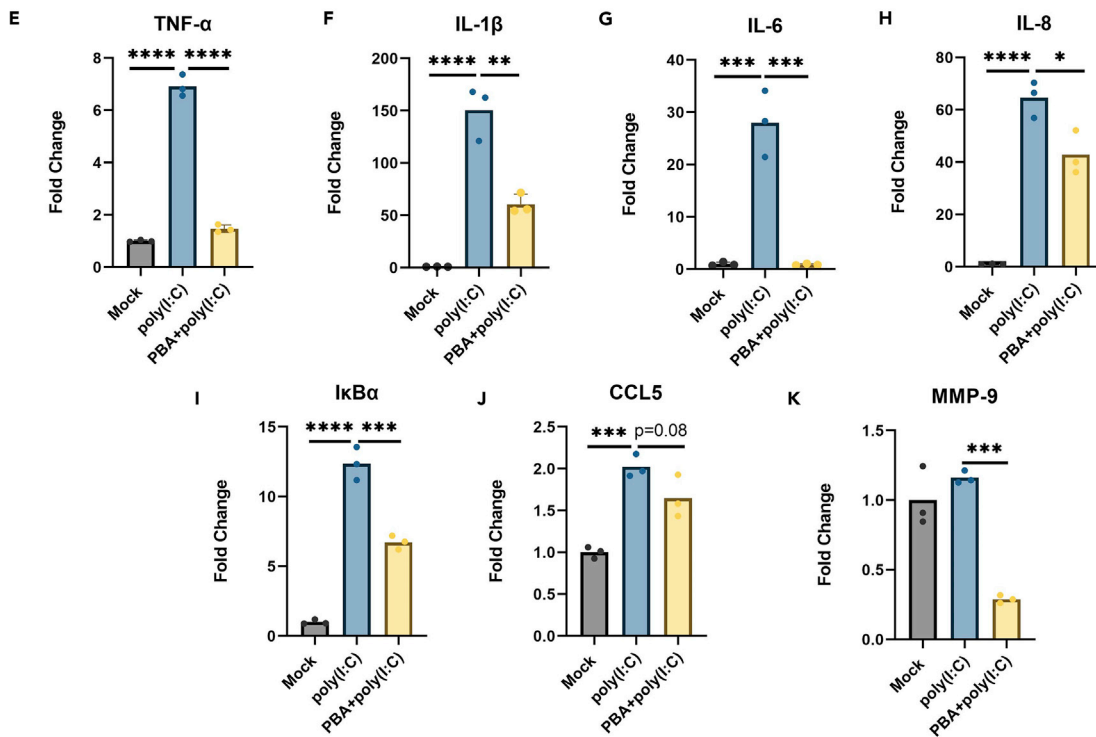 E
TNF-α
**** ****
Fold Change
8
6
4
2
0
Mock
poly(I:C)
PBA+poly(I:C)
F
IL-1β
**** **
Fold Change
200
150
100
50
0
Mock
poly(I:C)
PBA+poly(I:C)
G
IL-6
*** ***
Fold Change
40
30
20
10
0
Mock
poly(I:C)
PBA+poly(I:C)
H
IL-8
**** *
Fold Change
80
60
40
20
0
Mock
poly(I:C)
PBA+poly(I:C)
I
IκBα
**** ***
Fold Change
15
10
5
0
Mock
poly(I:C)
PBA+poly(I:C)
J
CCL5
*** p=0.08
Fold Change
2.5
2.0
1.5
1.0
0.5
0.0
Mock
poly(I:C)
PBA+poly(I:C)
K
MMP-9
***
Fold Change
1.5
1.0
0.5
0.0
Mock
poly(I:C)
PBA+poly(I:C)